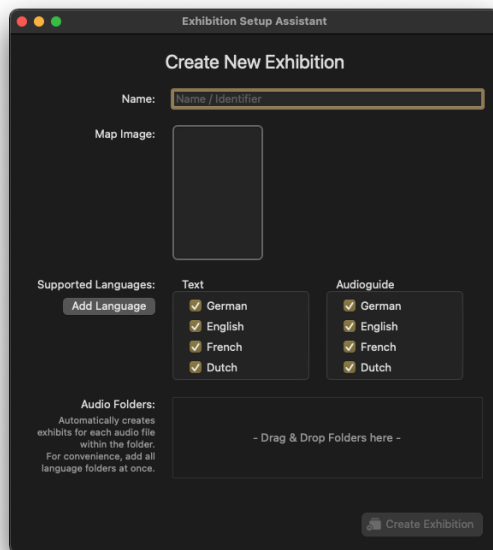 Exhibition Setup Assistant
Create New Exhibition
Name:
Name / Identifier
Map Image:
Supported Languages:
Add Language
Text
German
English
French
Dutch
Audioguide
German
English
French
Dutch
Audio Folders:
Automatically creates
exhibits for each audio file
within the folder.
For convenience, add all
language folders at once.
- Drag & Drop Folders here -
Create Exhibition